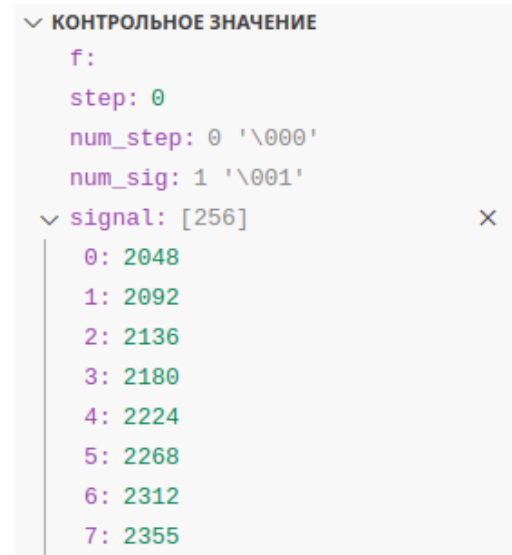 КОНТРОЛЬНОЕ ЗНАЧЕНИЕ
f:
step: 0
num_step: 0 '\000'
num_sig: 1 '\001'
signal: [256]
0: 2048
1: 2092
2: 2136
3: 2180
4: 2224
5: 2268
6: 2312
7: 2355